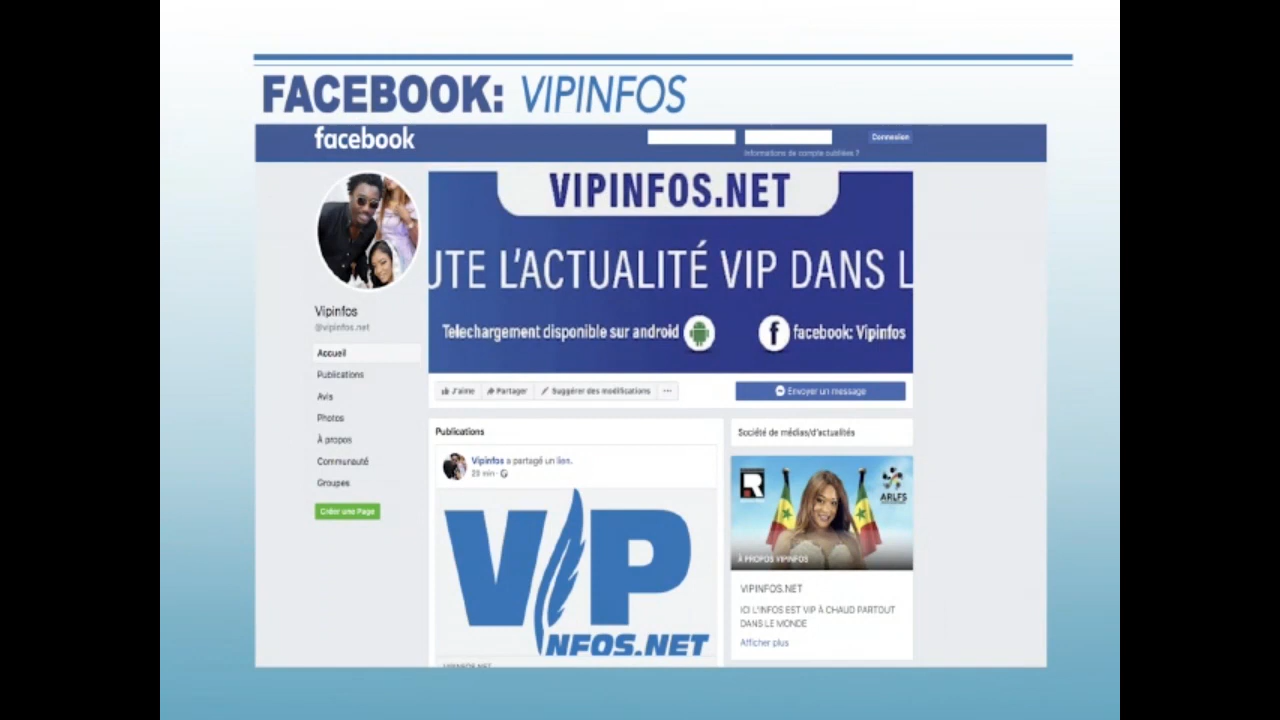 FACEBOOK: VIPINFOS
facebook
Connexion
Informations de compte oubliées ?
VIPINFOS.NET
UTE L'ACTUALITÉ VIP DANS L
Telechargement disponible sur android
facebook: Vipinfos
Vipinfos
@vipinfos.net
Accueil
Publications
Avis
Photos
À propos
Communauté
Groupes
Créer une Page
J'aime Partager Suggérer des modifications ...
Envoyer un message
Publications
Vipinfos a partagé un lien.
20 min
VIP
NFOS.NET
VIPINFOS.NET
Société de médias/d'actualités
R
ARLFS
À PROPOS VIPINFOS
VIPINFOS.NET
ICI L'INFOS EST VIP À CHAUD PARTOUT
DANS LE MONDE
Afficher plus